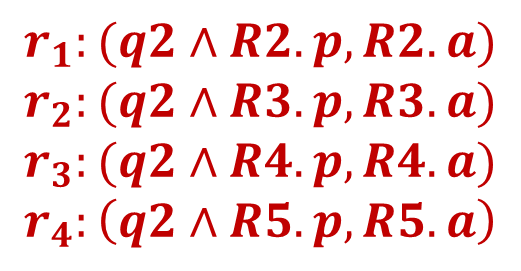 r₁: (q2 ∧ R2.p, R2.a)
r₂: (q2 ∧ R3.p, R3.a)
r₃: (q2 ∧ R4.p, R4.a)
r₄: (q2 ∧ R5.p, R5.a)